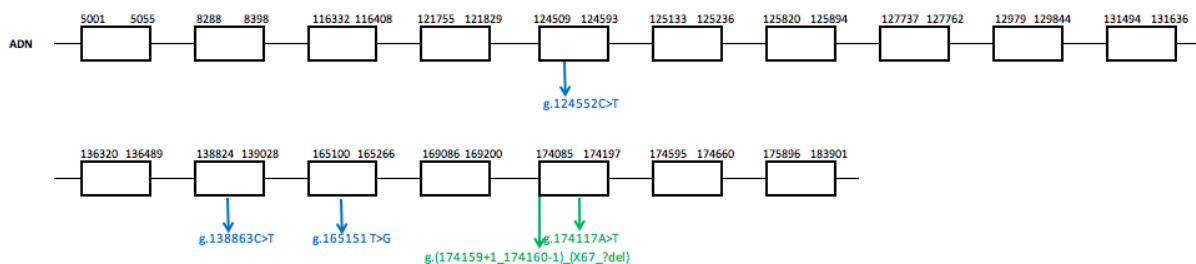 5001 5055 8288 8398 116332 116408 121755 121829 124509 124593 125133 125236 125820 125894 127737 127762 12979 129844 131494 131636
ADN
g.124552C>T
136320 136489 138824 139028 165100 165266 169086 169200 174085 174197 174595 174660 175896 183901
g.138863C>T g.165151 T>G g.174117A>T
g.(174159+1_174160-1)_(X67_?del)